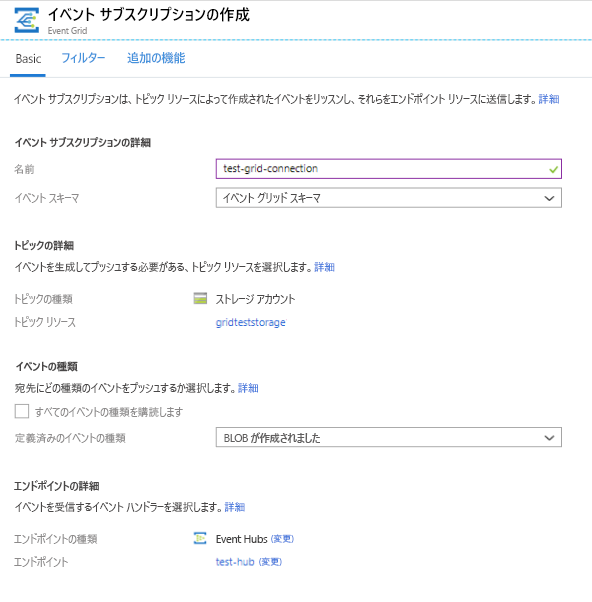 イベント サブスクリプションの作成
Event Grid
Basic フィルター 追加の機能
イベント サブスクリプションは、トピック リソースによって作成されたイベントをリッスンし、それらをエンドポイント リソースに送信します。詳細
イベント サブスクリプションの詳細
名前 test-grid-connection
イベント スキーマ イベント グリッド スキーマ
トピックの詳細
イベントを生成してプッシュする必要がある、トピック リソースを選択します。詳細
トピックの種類 ストレージ アカウント
トピック リソース gridteststorage
イベントの種類
宛先にどの種類のイベントをプッシュするか選択します。詳細
すべてのイベントの種類を購読します
定義済みのイベントの種類 BLOB が作成されました
エンドポイントの詳細
イベントを受信するイベント ハンドラーを選択します。詳細
エンドポイントの種類 Event Hubs (変更)
エンドポイント test-hub (変更)